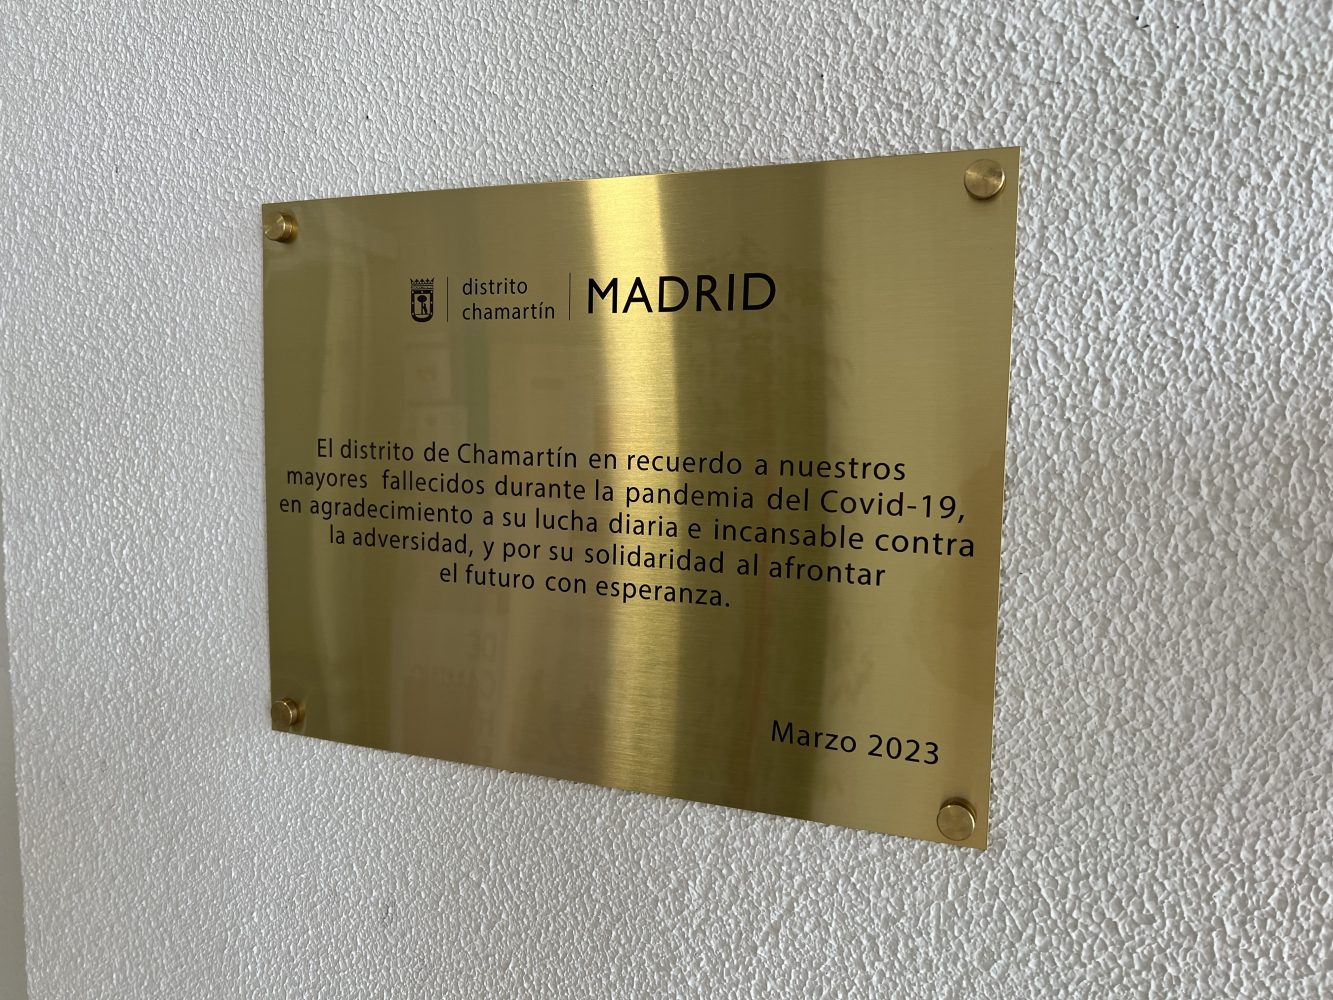 distrito
chamartín
MADRID
El distrito de Chamartín en recuerdo a nuestros
mayores fallecidos durante la pandemia del Covid-19,
en agradecimiento a su lucha diaria e incansable contra
la adversidad, y por su solidaridad al afrontar
el futuro con esperanza.
Marzo 2023